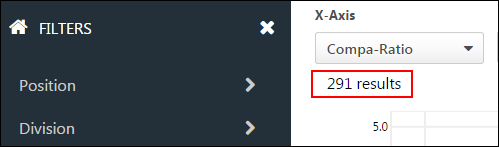 FILTERS
Position
Division
X-Axis
Compa-Ratio
291 results
5.0